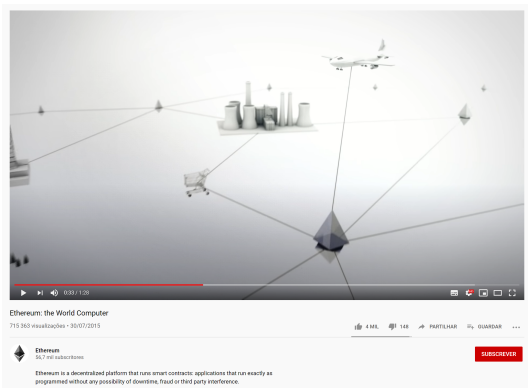 0:33 / 1:28
Ethereum: the World Computer
715 363 visualizações • 30/07/2015
4 MIL
148
PARTILHAR
GUARDAR
Ethereum
56,7 mil subscritores
SUBSCREVER
Ethereum is a decentralized platform that runs smart contracts: applications that run exactly as
programmed without any possibility of downtime, fraud or third party interference.